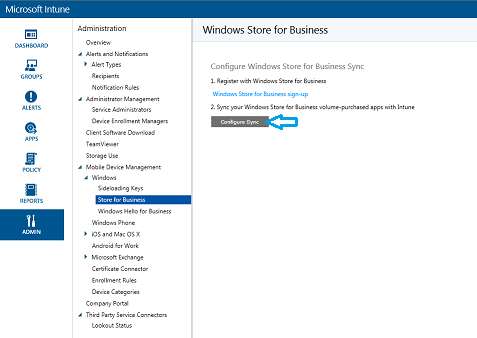 Microsoft Intune
DASHBOARD
GROUPS
ALERTS
APPS
POLICY
REPORTS
ADMIN
Administration
Overview
Alerts and Notifications
Alert Types
Recipients
Notification Rules
Administrator Management
Service Administrators
Device Enrollment Managers
Client Software Download
TeamViewer
Storage Use
Mobile Device Management
Windows
Sideloading Keys
Store for Business
Windows Hello for Business
Windows Phone
iOS and Mac OS X
Android for Work
Microsoft Exchange
Certificate Connector
Enrollment Rules
Device Categories
Company Portal
Third Party Service Connectors
Lookout Status
Windows Store for Business
Configure Windows Store for Business Sync
1. Register with Windows Store for Business
Windows Store for Business sign-up
2. Sync your Windows Store for Business volume-purchased apps with Intune
Configure Sync